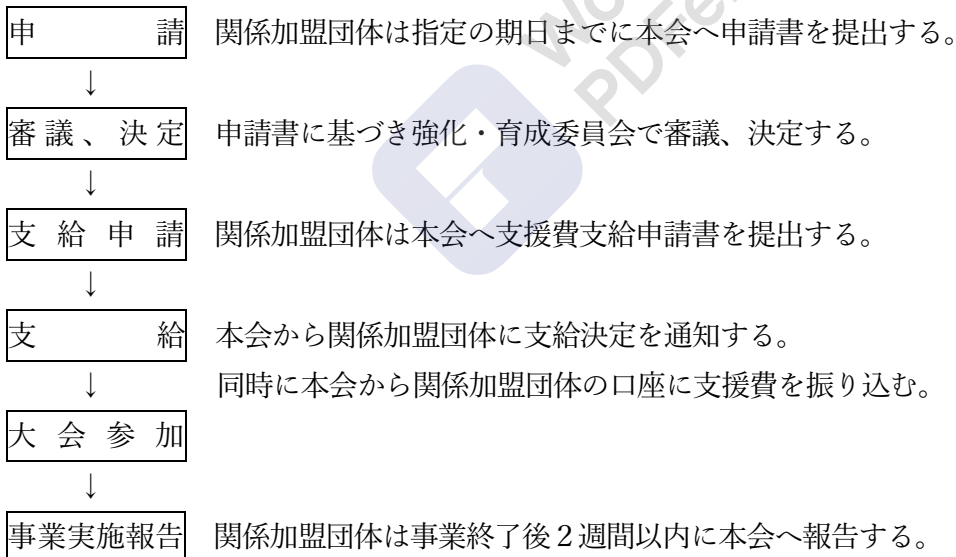 申請 関係加盟団体は指定の期日までに本会へ申請書を提出する。
↓
審議、決定 申請書に基づき強化・育成委員会で審議、決定する。
↓
支給申請 関係加盟団体は本会へ支援費支給申請書を提出する。
↓
支給 本会から関係加盟団体に支給決定を通知する。
↓ 同時に本会から関係加盟団体の口座に支援費を振り込む。
大会参加
↓
事業実施報告 関係加盟団体は事業終了後２週間以内に本会へ報告する。